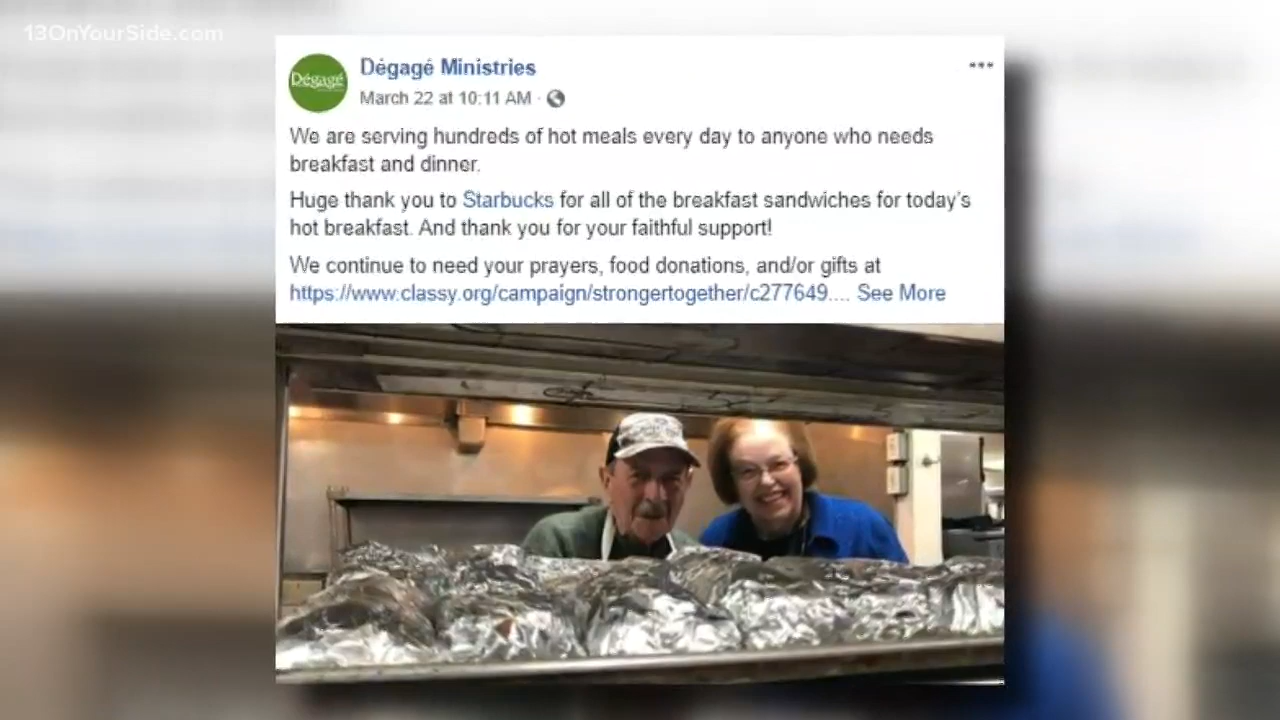 13OnYourSide.com
Dégagé
Dégagé Ministries
March 22 at 10:11 AM ·
We are serving hundreds of hot meals every day to anyone who needs
breakfast and dinner.
Huge thank you to Starbucks for all of the breakfast sandwiches for today's
hot breakfast. And thank you for your faithful support!
We continue to need your prayers, food donations, and/or gifts at
https://www.classy.org/campaign/strongertogether/c277649.... See More